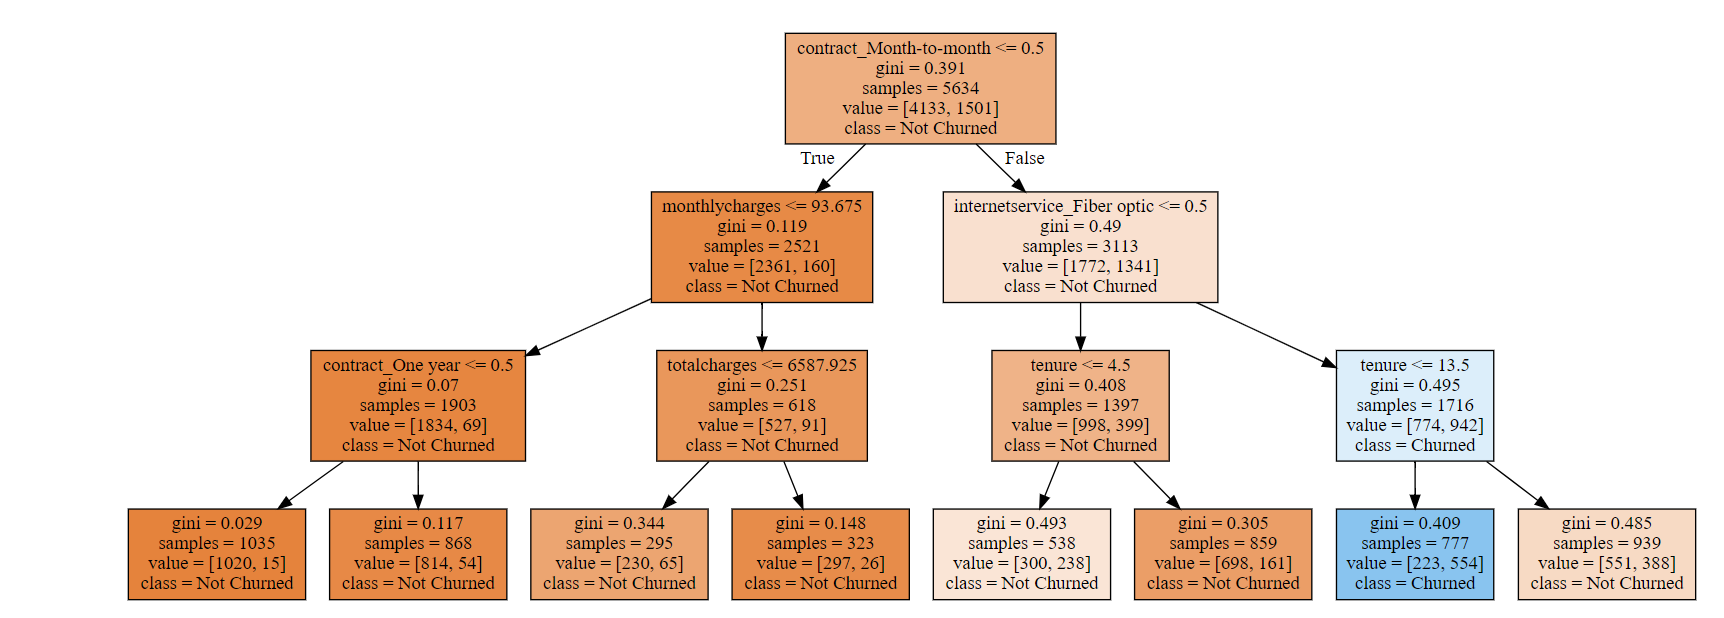 contract_Month-to-month <= 0.5
gini = 0.391
samples = 5634
value = [4133, 1501]
class = Not Churned
True
False
monthlycharges <= 93.675
gini = 0.119
samples = 2521
value = [2361, 160]
class = Not Churned
internetservice_Fiber optic <= 0.5
gini = 0.49
samples = 3113
value = [1772, 1341]
class = Not Churned
contract_One year <= 0.5
gini = 0.07
samples = 1903
value = [1834, 69]
class = Not Churned
totalcharges <= 6587.925
gini = 0.251
samples = 618
value = [527, 91]
class = Not Churned
tenure <= 4.5
gini = 0.408
samples = 1397
value = [998, 399]
class = Not Churned
tenure <= 13.5
gini = 0.495
samples = 1716
value = [774, 942]
class = Churned
gini = 0.029
samples = 1035
value = [1020, 15]
class = Not Churned
gini = 0.117
samples = 868
value = [814, 54]
class = Not Churned
gini = 0.344
samples = 295
value = [230, 65]
class = Not Churned
gini = 0.148
samples = 323
value = [297, 26]
class = Not Churned
gini = 0.493
samples = 538
value = [300, 238]
class = Not Churned
gini = 0.305
samples = 859
value = [698, 161]
class = Not Churned
gini = 0.409
samples = 777
value = [223, 554]
class = Churned
gini = 0.485
samples = 939
value = [551, 388]
class = Not Churned